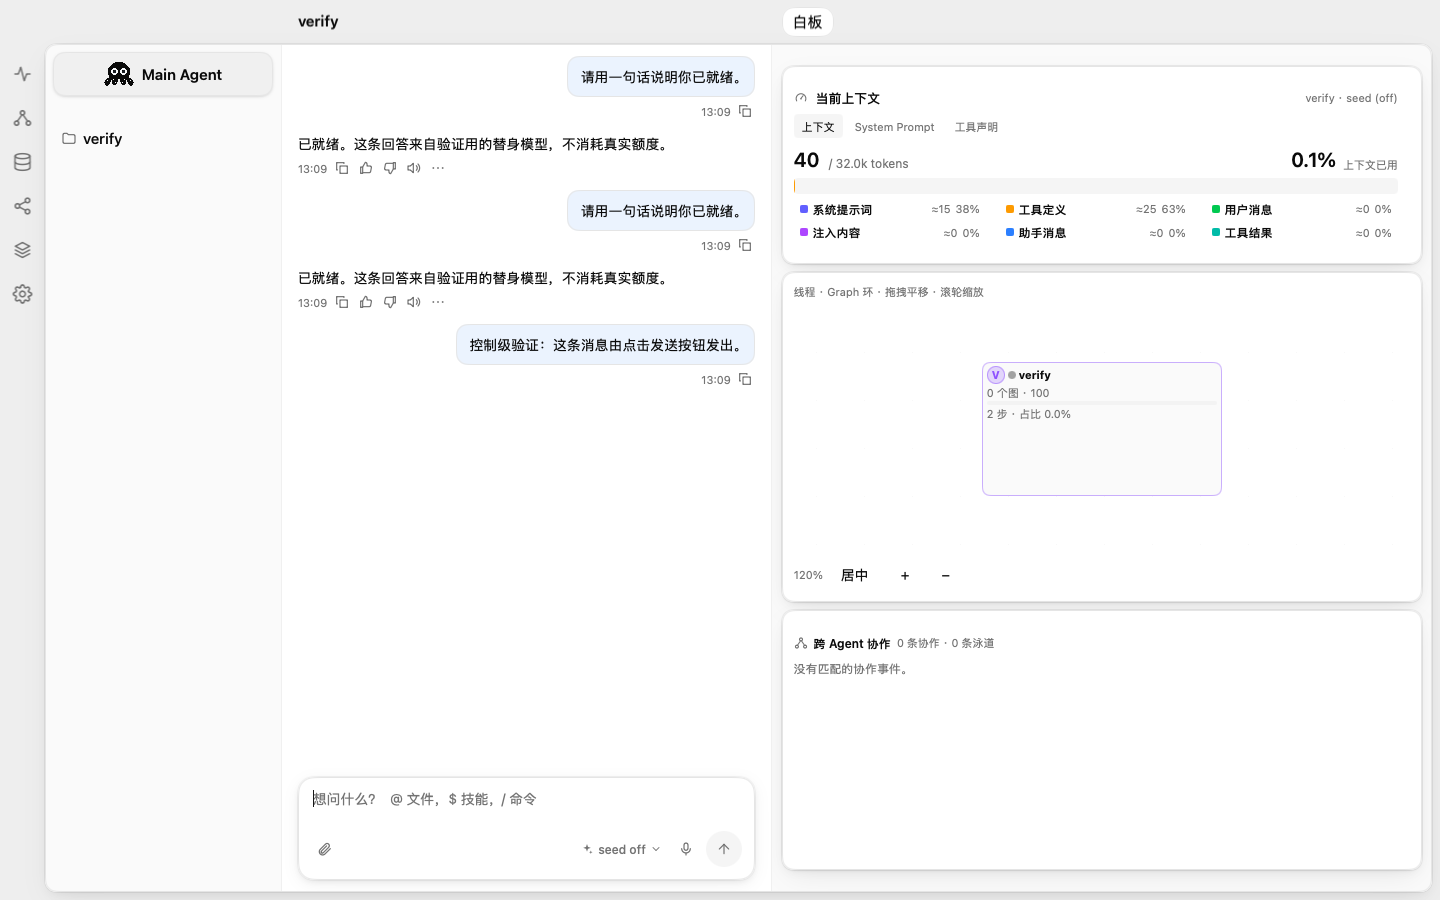 verify
白板
Main Agent
verify
请用一句话说明你已就绪。
13:09
已就绪。这条回答来自验证用的替身模型，不消耗真实额度。
13:09
请用一句话说明你已就绪。
13:09
已就绪。这条回答来自验证用的替身模型，不消耗真实额度。
13:09
控制级验证：这条消息由点击发送按钮发出。
13:09
想问什么？ @ 文件，$ 技能，/ 命令
seed off
当前上下文
verify · seed (off)
上下文 System Prompt 工具声明
40 / 32.0k tokens
0.1% 上下文已用
系统提示词 ≈15 38% 工具定义 ≈25 63% 用户消息 ≈0 0%
注入内容 ≈0 0% 助手消息 ≈0 0% 工具结果 ≈0 0%
线程 · Graph 环 · 拖拽平移 · 滚轮缩放
V verify
0 个图 · 100
2 步 · 占比 0.0%
120% 居中 + −
跨 Agent 协作 0 条协作 · 0 条泳道
没有匹配的协作事件。